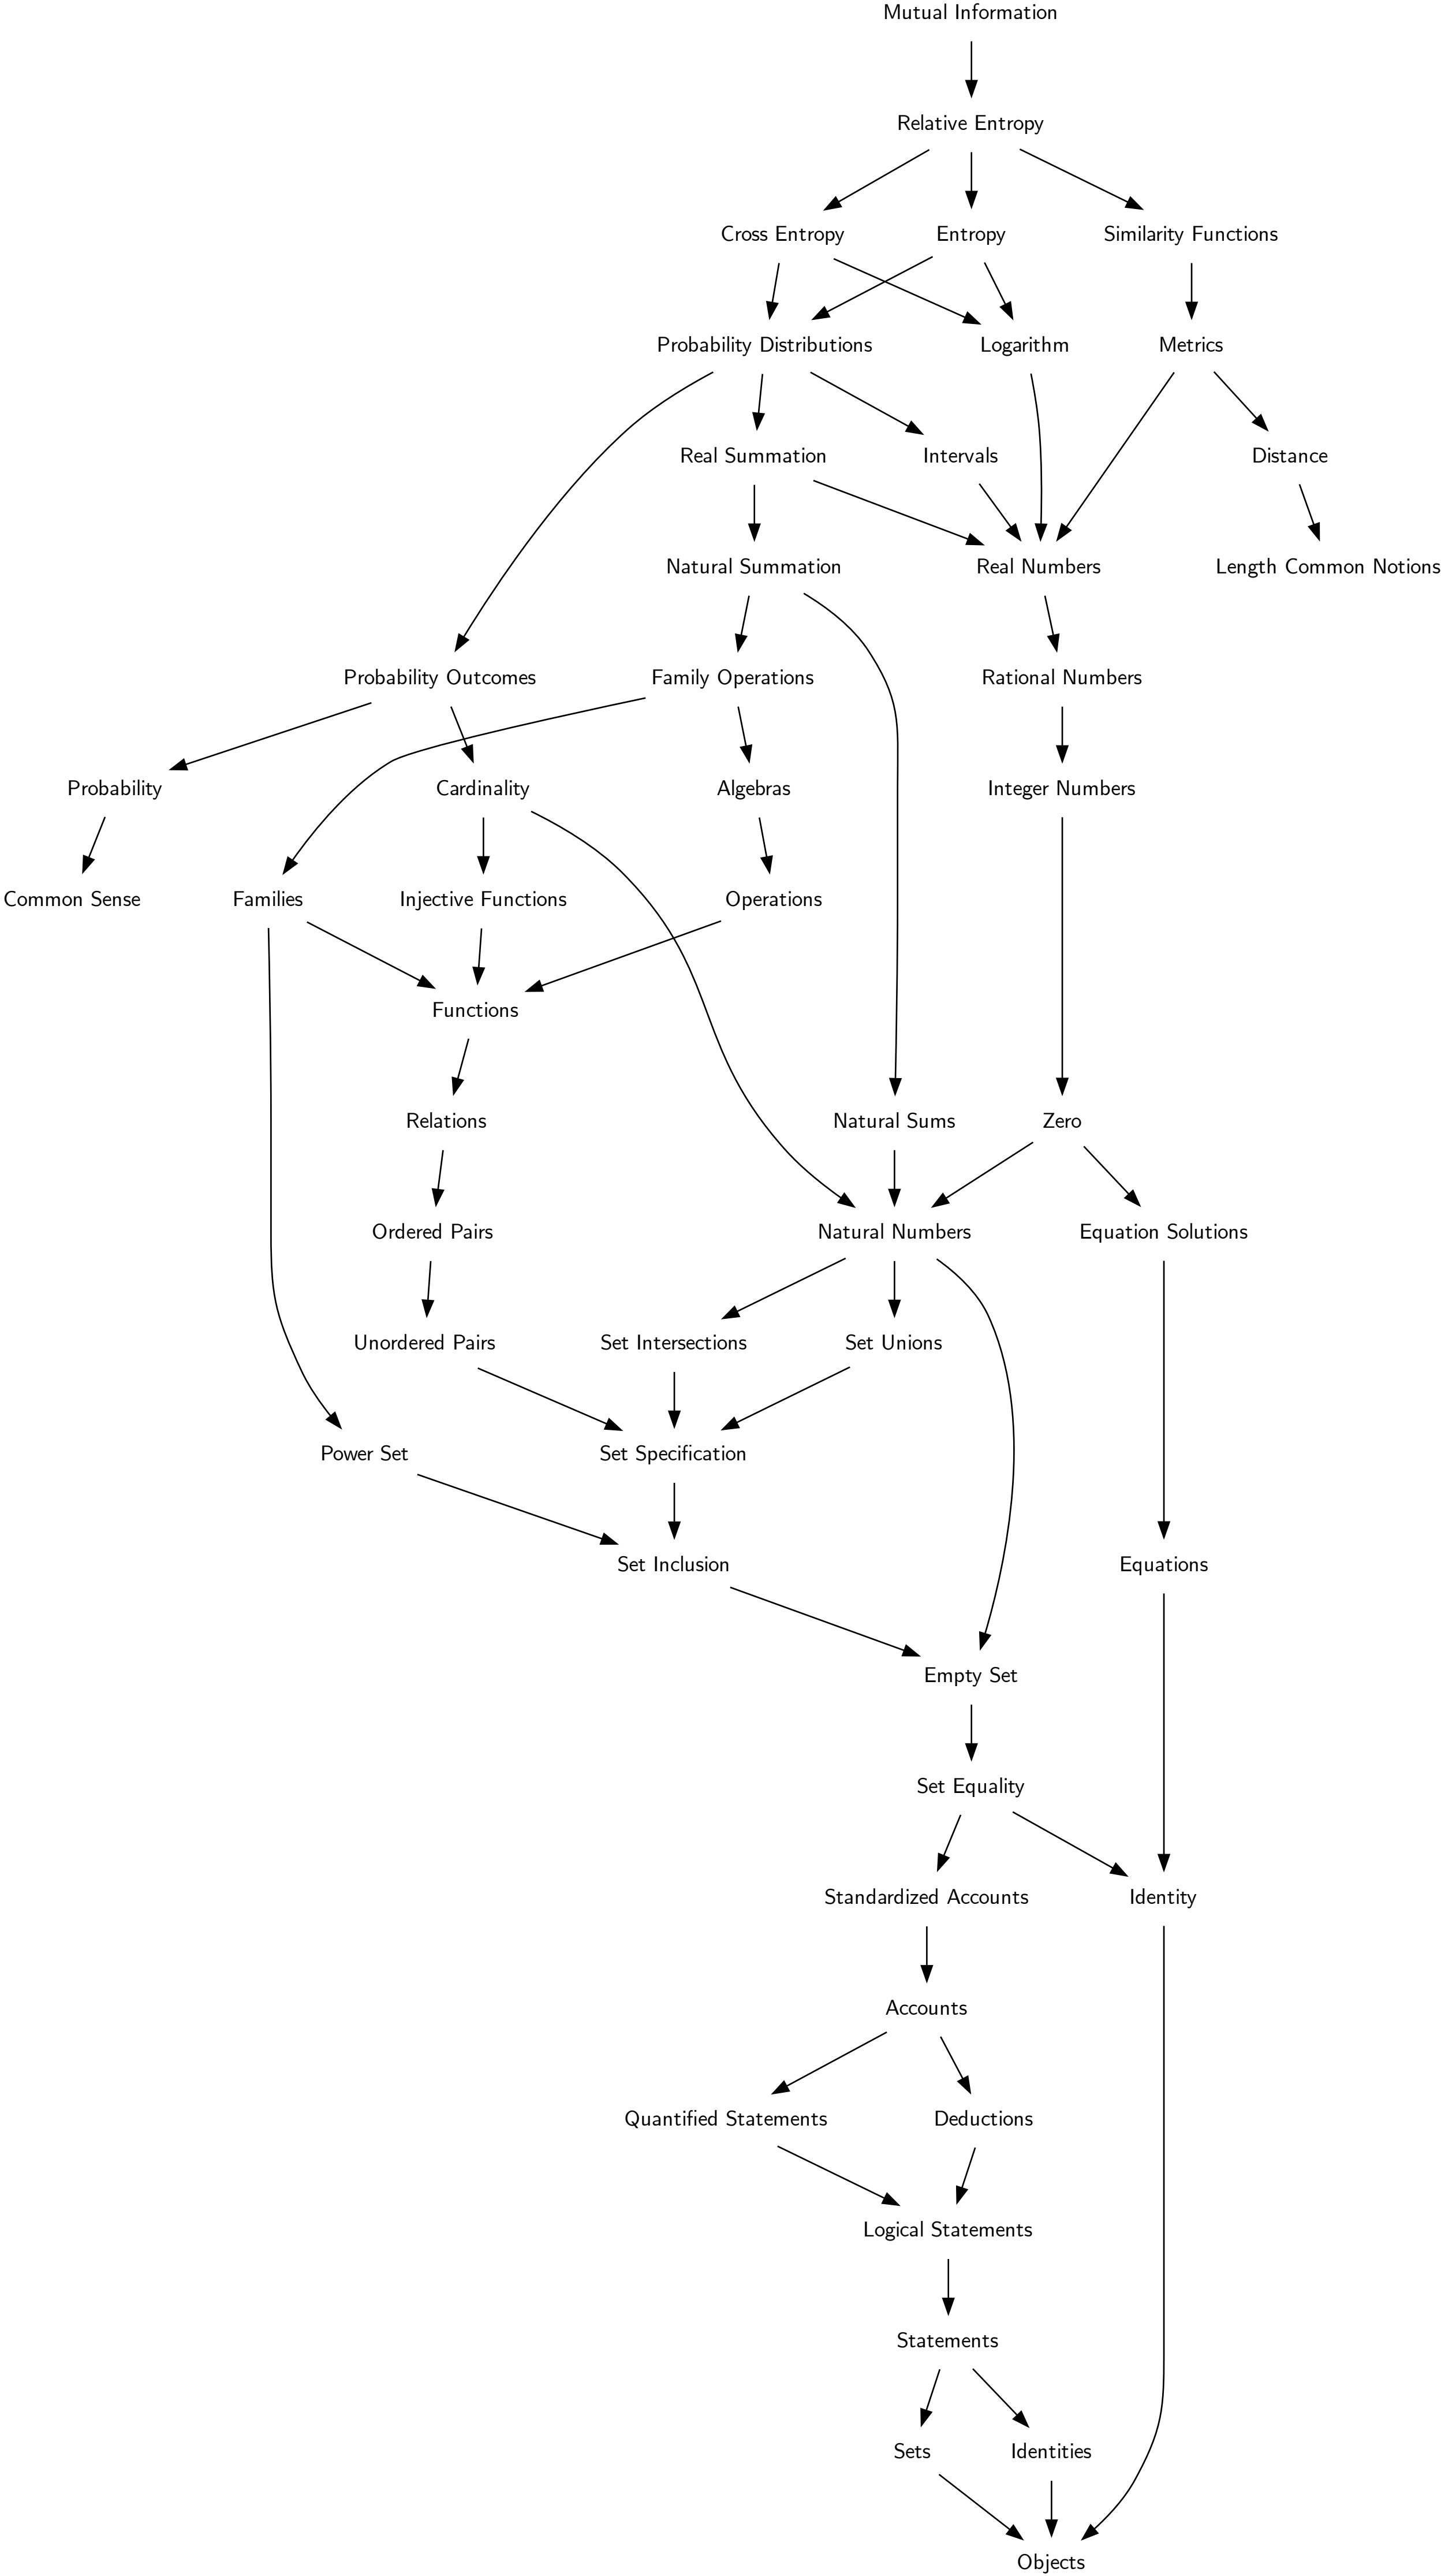 Mutual Information
Relative Entropy
Cross Entropy
Entropy
Similarity Functions
Probability Distributions
Logarithm
Metrics
Real Summation
Intervals
Distance
Natural Summation
Real Numbers
Length Common Notions
Probability Outcomes
Family Operations
Rational Numbers
Probability
Cardinality
Algebras
Integer Numbers
Common Sense
Families
Injective Functions
Operations
Functions
Relations
Natural Sums
Zero
Ordered Pairs
Natural Numbers
Equation Solutions
Unordered Pairs
Set Intersections
Set Unions
Power Set
Set Specification
Set Inclusion
Equations
Empty Set
Set Equality
Standardized Accounts
Identity
Accounts
Quantified Statements
Deductions
Logical Statements
Statements
Sets
Identities
Objects